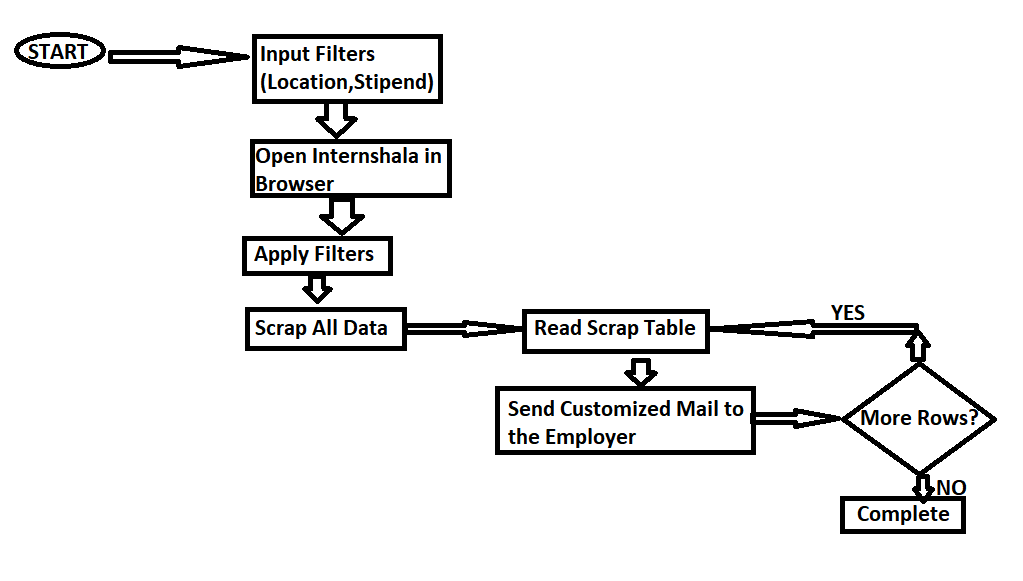 START
Input Filters
(Location,Stipend)
Open Internshala in
Browser
Apply Filters
Scrap All Data
Read Scrap Table
YES
Send Customized Mail to
the Employer
More Rows?
NO
Complete